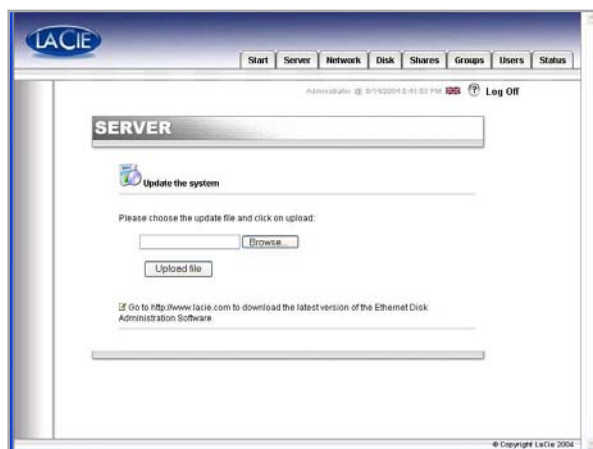 LACIE
Start Server Network Disk Shares Groups Users Status
Administrator @ Log Off
SERVER
Update the system
Please choose the update file and click on upload:
Browse...
Upload file
Go to http://www.lacie.com to download the latest version of the Ethernet Disk
Administration Software
© Copyright LaCie 2004